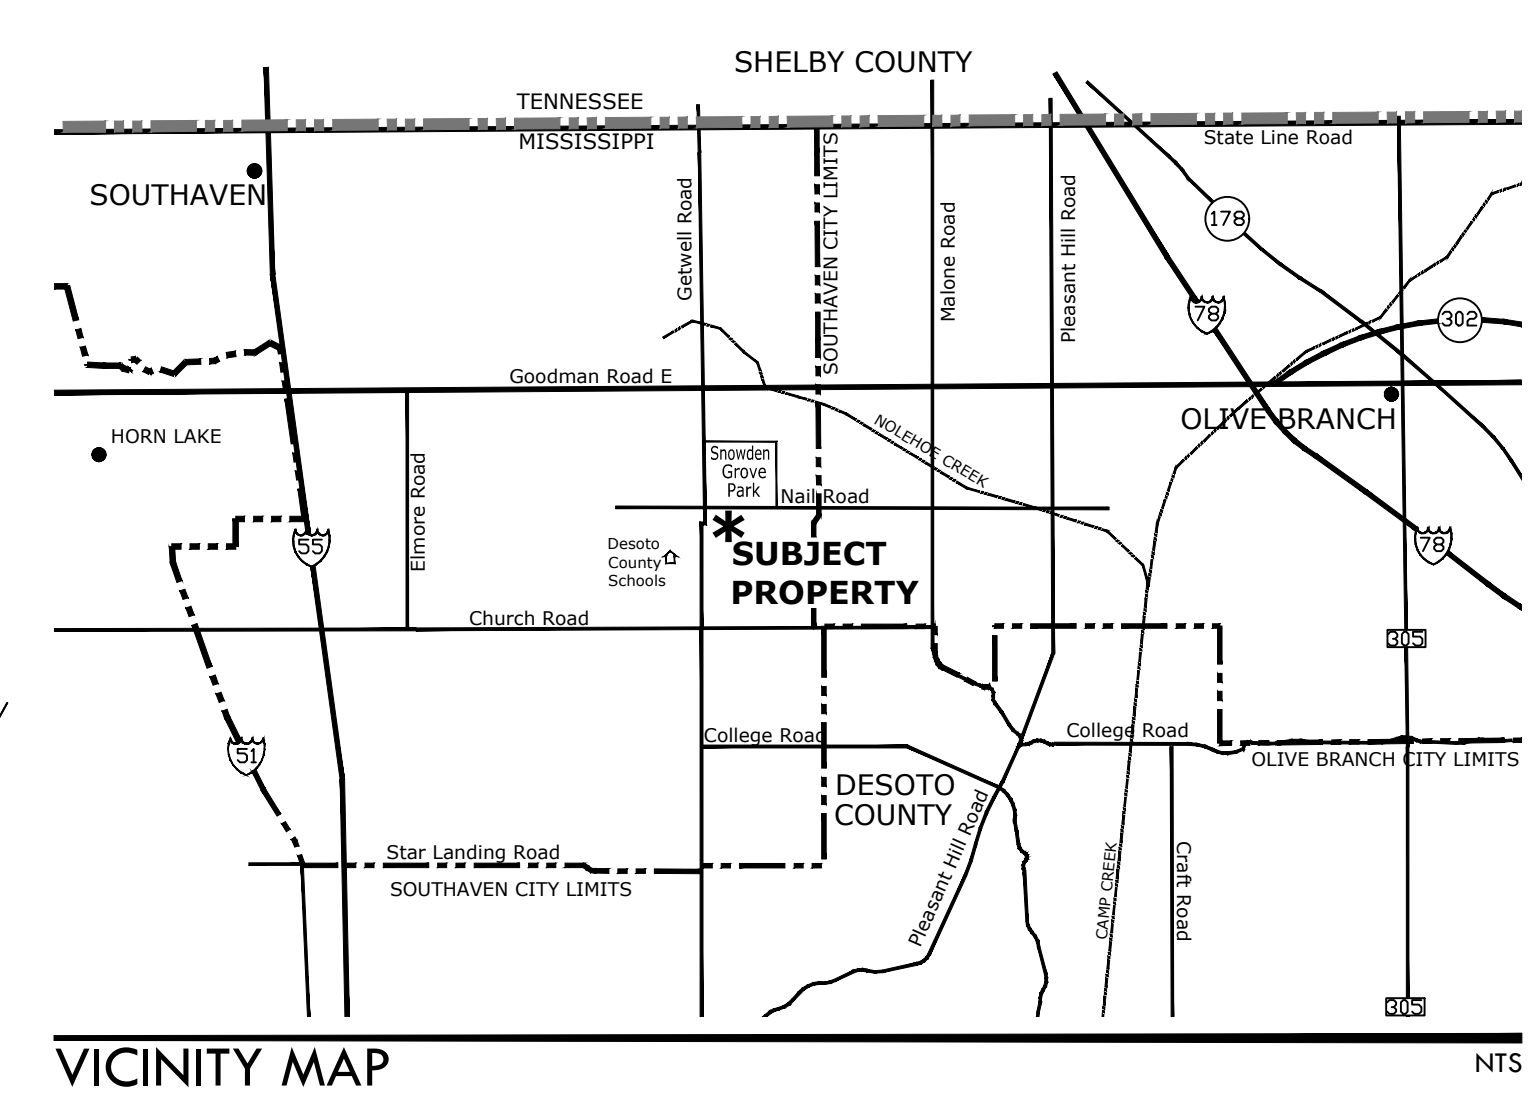 SHELBY COUNTY
TENNESSEE
MISSISSIPPI
State Line Road
SOUTHAVEN
Getwell Road
SOUTHAVEN CITY LIMITS
Malone Road
Pleasant Hill Road
178
78
302
Goodman Road E
OLIVE BRANCH
HORN LAKE
NOLEHOE CREEK
Snowden
Grove
Park
Nail Road
Elmore Road
55
Desoto
County
Schools
*SUBJECT
PROPERTY
78
Church Road
305
51
College Road
College Road
OLIVE BRANCH CITY LIMITS
DESOTO
COUNTY
Pleasant Hill Road
CAMP CREEK
Craft Road
Star Landing Road
SOUTHAVEN CITY LIMITS
305
VICINITY MAP
NTS